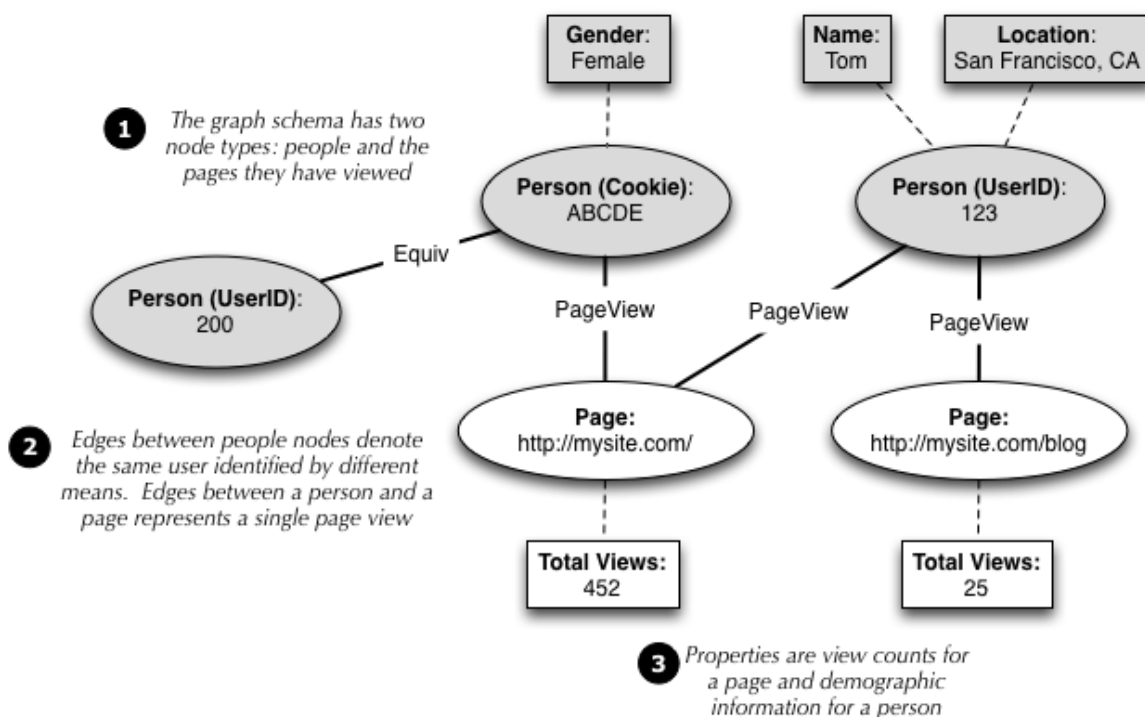 Gender:
Female
Name:
Tom
Location:
San Francisco, CA
1
The graph schema has two
node types: people and the
pages they have viewed
Person (Cookie):
ABCDE
Person (UserID):
123
Equiv
Person (UserID):
200
PageView
PageView
PageView
2
Edges between people nodes denote
the same user identified by different
means. Edges between a person and a
page represents a single page view
Page:
http://mysite.com/
Page:
http://mysite.com/blog
Total Views:
452
Total Views:
25
3
Properties are view counts for
a page and demographic
information for a person